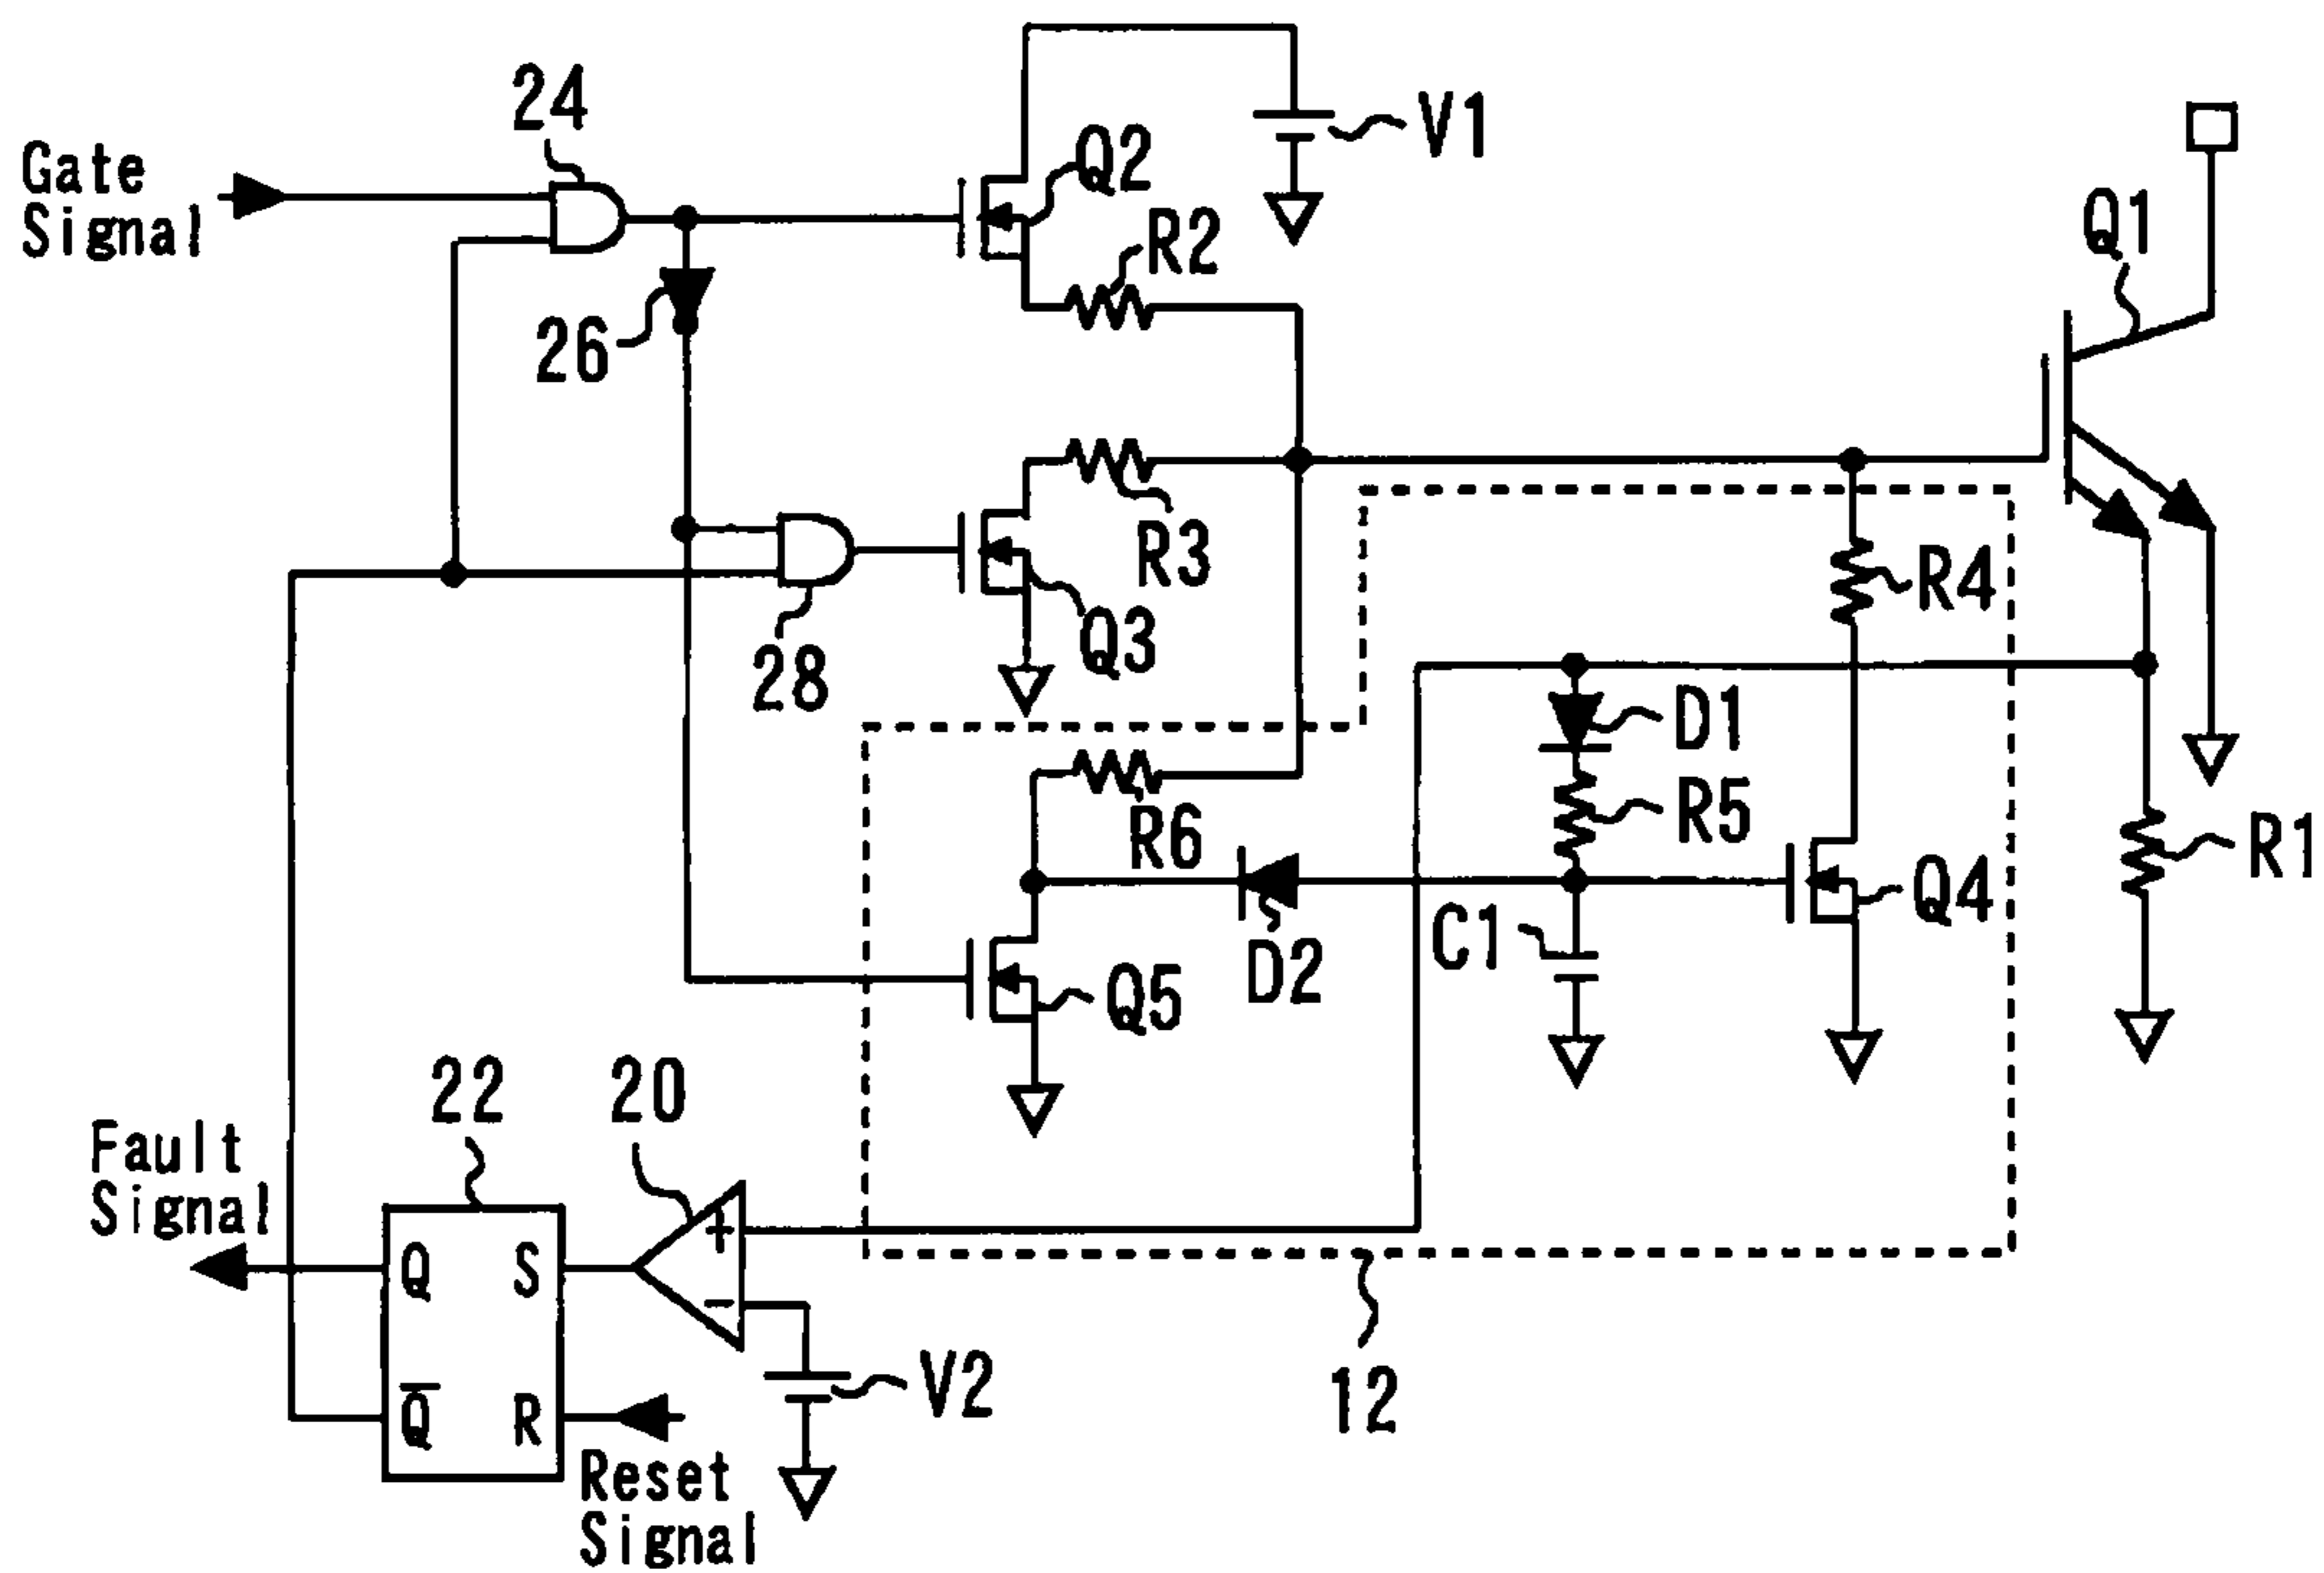 24
Gate
Signal
Q2
V1
R2
Q1
26
R3
Q3
R4
28
D1
R5
R1
R6
Q4
C1
D2
Q5
22
20
Fault
Signal
Q
S
+
-
Q̅
R
V2
12
Reset
Signal